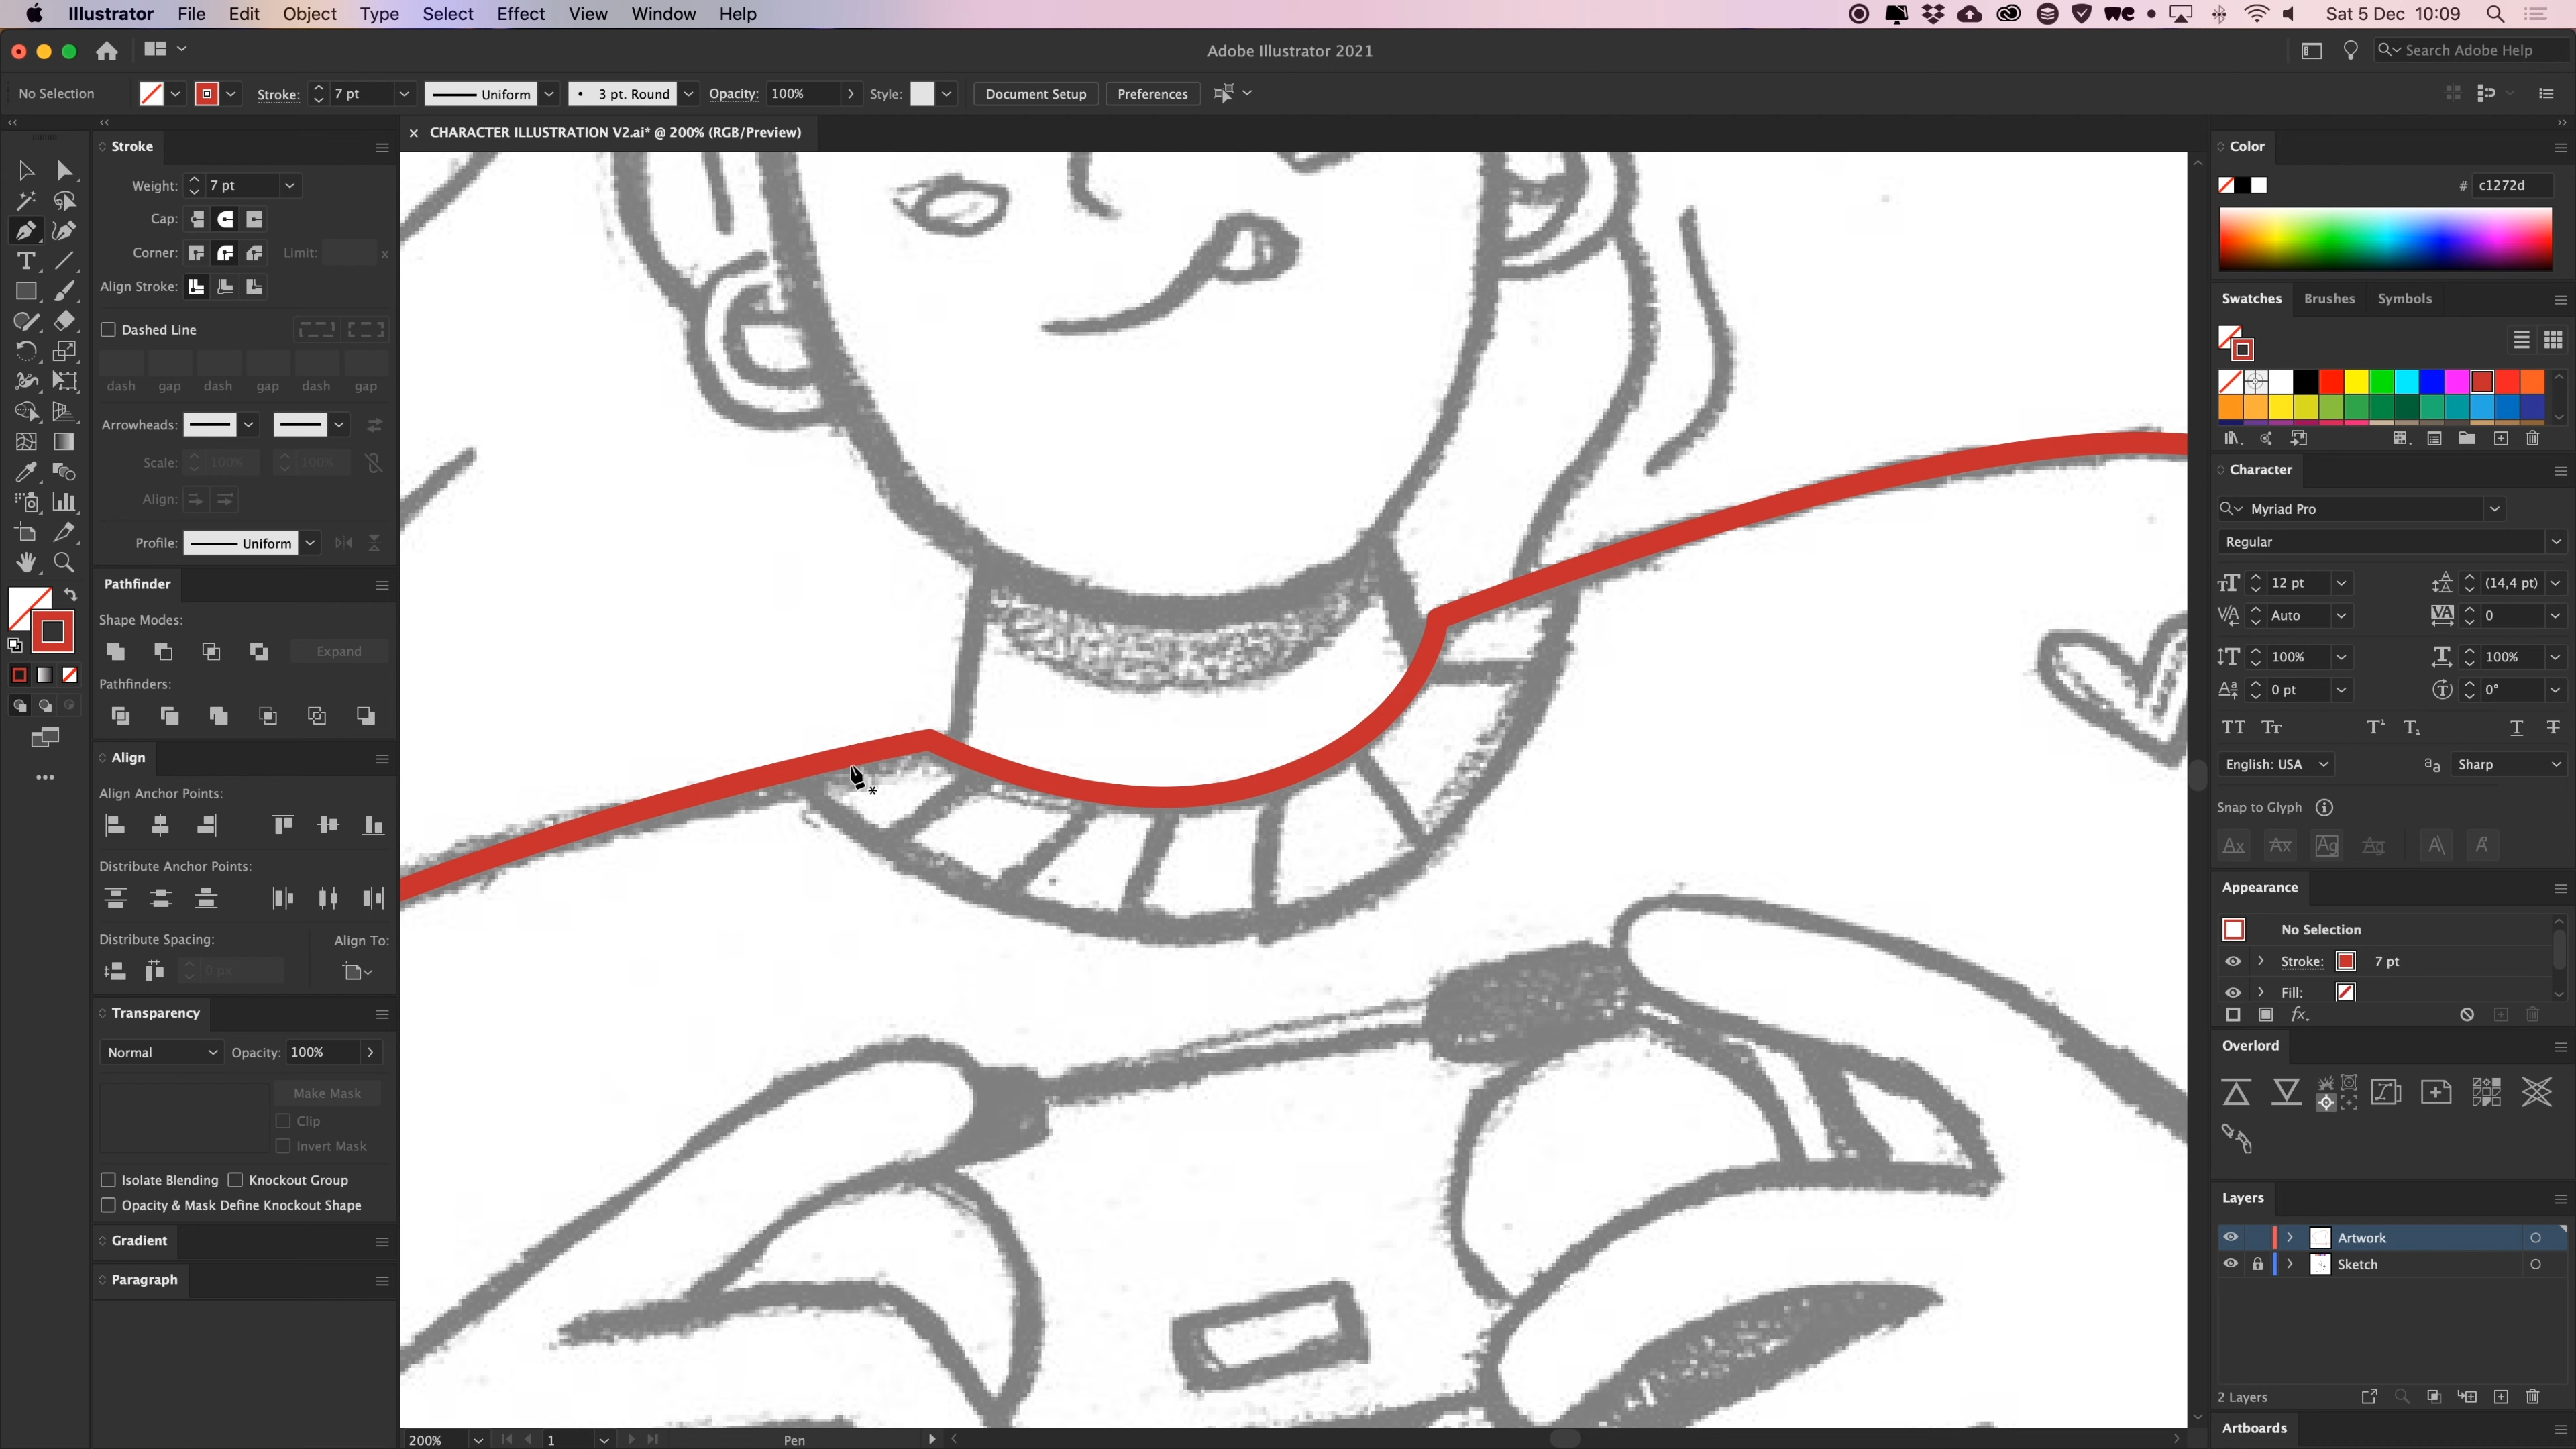 Illustrator File Edit Object Type Select Effect View Window Help
Sat 5 Dec 10:09
Adobe Illustrator 2021
Search Adobe Help
No Selection
Stroke: 7 pt
Uniform
3 pt. Round
Opacity: 100%
Style:
Document Setup
Preferences
CHARACTER ILLUSTRATION V2.ai* @ 200% (RGB/Preview)
Stroke
Weight: 7 pt
Cap:
Corner:
Limit: x
Align Stroke:
Dashed Line
dash gap dash gap dash gap
Arrowheads:
Scale: 100% 100%
Align:
Profile: Uniform
Pathfinder
Shape Modes:
Expand
Pathfinders:
Align
Align Anchor Points:
Distribute Anchor Points:
Distribute Spacing:
Align To:
0 px
Transparency
Normal Opacity: 100%
Make Mask
Clip
Invert Mask
Isolate Blending Knockout Group
Opacity & Mask Define Knockout Shape
Gradient
Paragraph
200% 1 Pen
Color
# c1272d
Swatches Brushes Symbols
Character
Myriad Pro
Regular
12 pt (14,4 pt)
Auto 0
100% 100%
0 pt 0°
English: USA
Sharp
Snap to Glyph
Appearance
No Selection
Stroke: 7 pt
Fill:
fx.
Overlord
Layers
Artwork
Sketch
2 Layers
Artboards